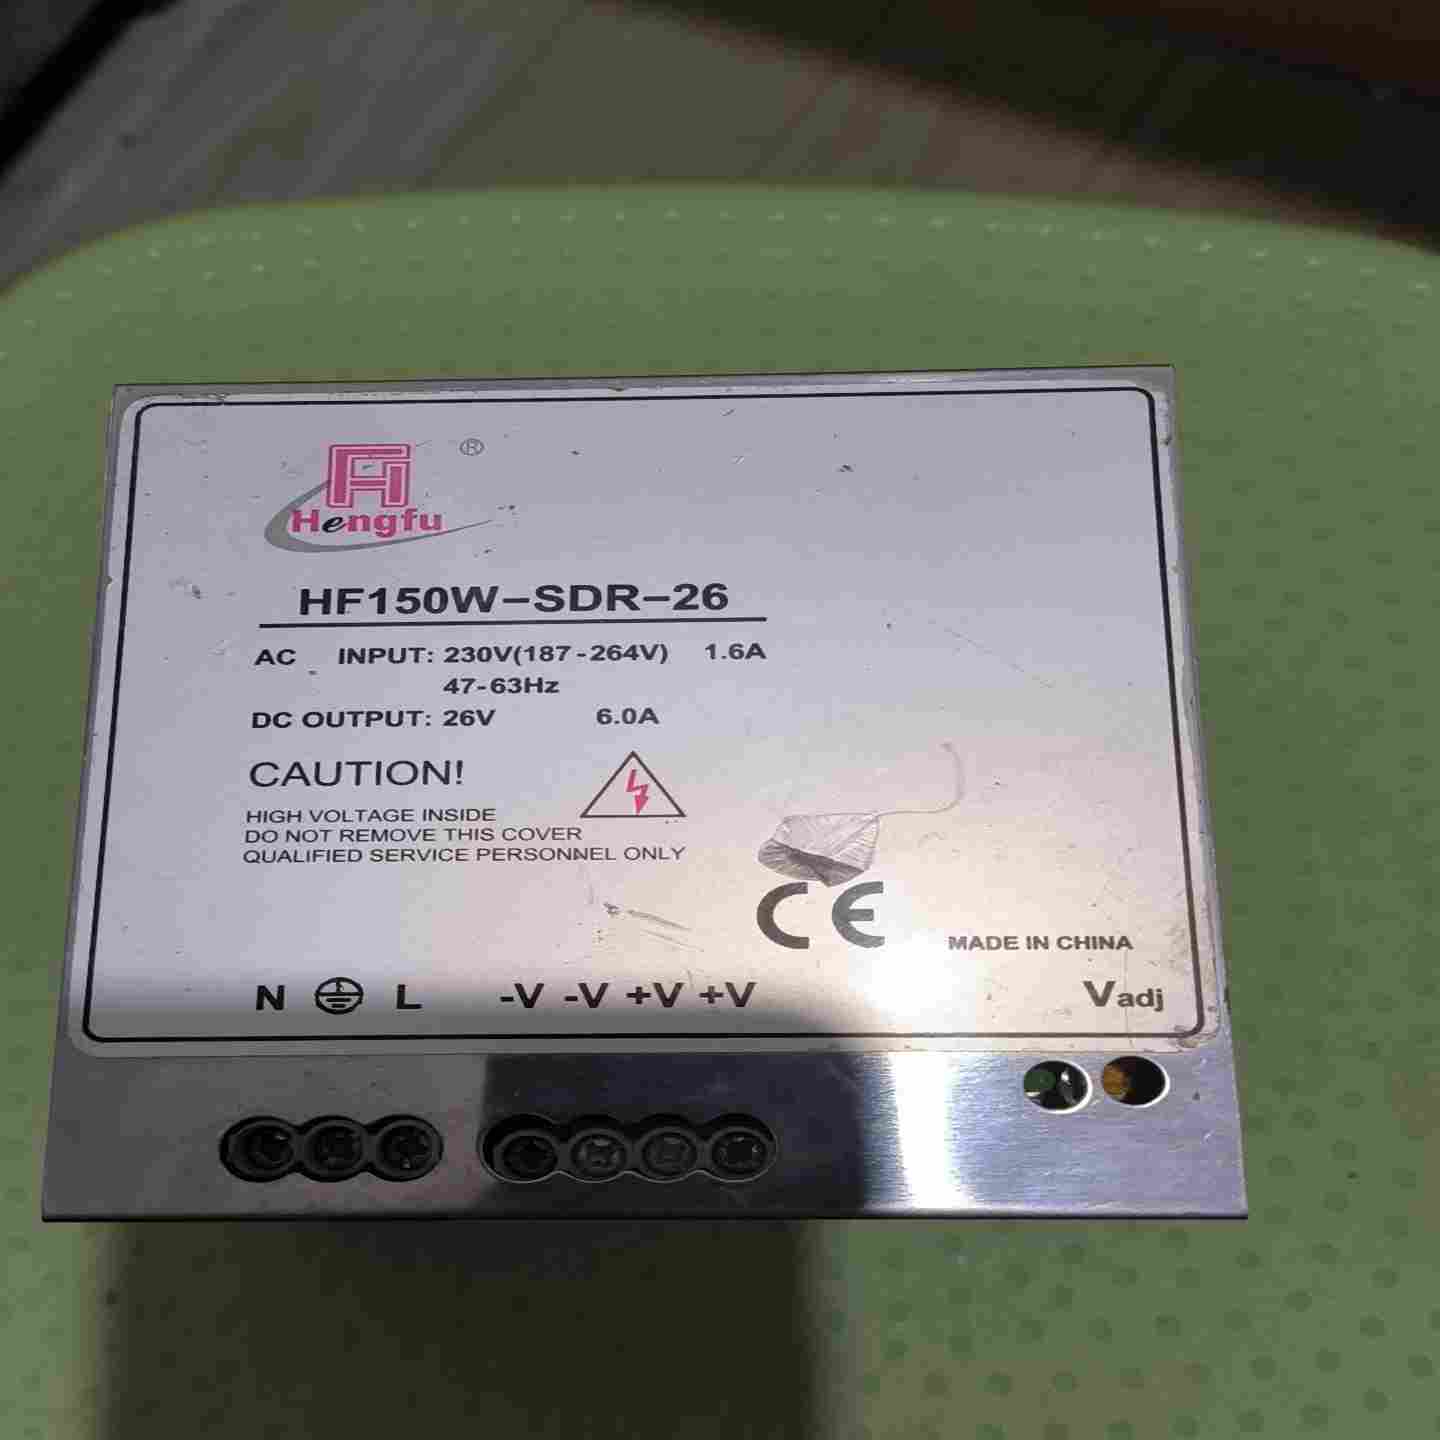 ®
Hengfu
HF150W-SDR-26
AC INPUT: 230V(187-264V) 1.6A
47-63Hz
DC OUTPUT: 26V 6.0A
CAUTION!
HIGH VOLTAGE INSIDE
DO NOT REMOVE THIS COVER
QUALIFIED SERVICE PERSONNEL ONLY
CE
MADE IN CHINA
N L -V -V +V +V Vadj